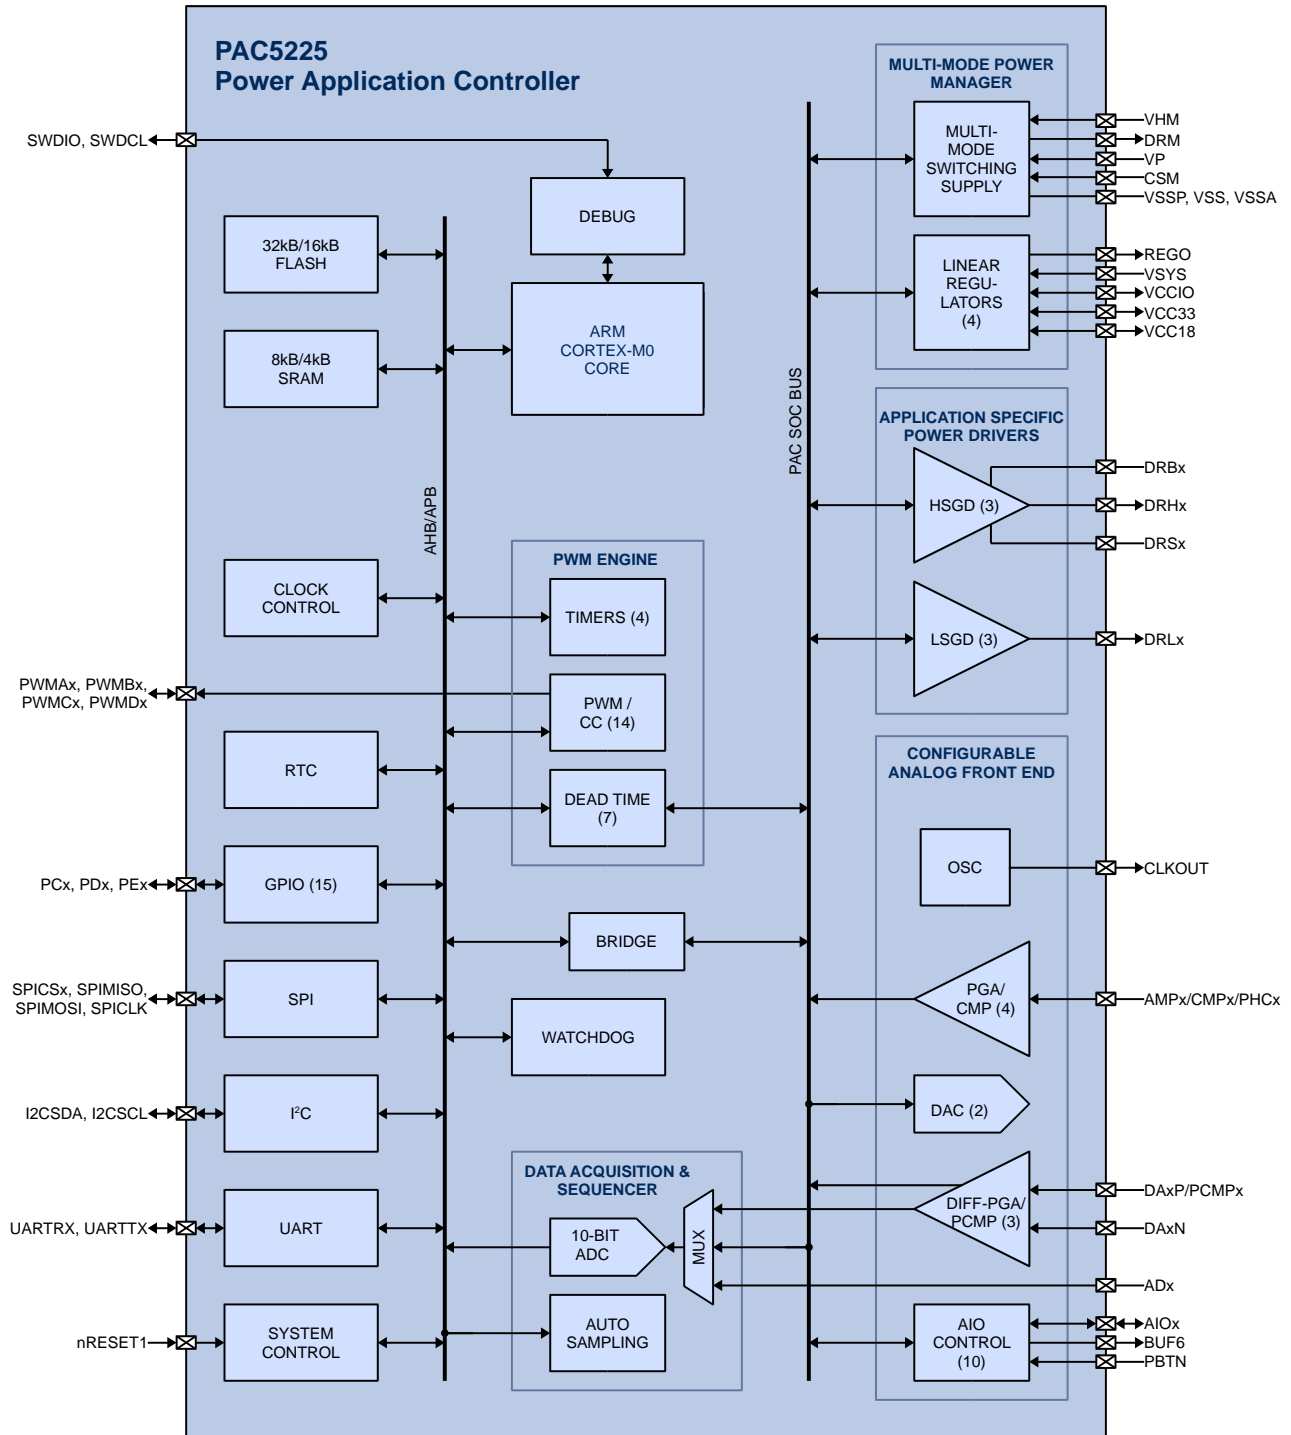 PAC5225
Power Application Controller
SWDIO, SWDCL
DEBUG
32kB/16kB
FLASH
ARM
CORTEX-M0
CORE
8kB/4kB
SRAM
AHB/APB
PAC SOC BUS
CLOCK
CONTROL
PWM ENGINE
TIMERS (4)
PWMAx, PWMBx,
PWMCx, PWMDx
PWM /
CC (14)
RTC
DEAD TIME
(7)
PCx, PDx, PEx
GPIO (15)
BRIDGE
SPICSx, SPIMISO,
SPIMOSI, SPICLK
SPI
WATCHDOG
I2CSDA, I2CSCL
I²C
DATA ACQUISITION &
SEQUENCER
UARTRX, UARTTX
UART
10-BIT
ADC
MUX
nRESET1
SYSTEM
CONTROL
AUTO
SAMPLING
MULTI-MODE POWER
MANAGER
MULTI-
MODE
SWITCHING
SUPPLY
VHM
DRM
VP
CSM
VSSP, VSS, VSSA
LINEAR
REGU-
LATORS
(4)
REGO
VSYS
VCCIO
VCC33
VCC18
APPLICATION SPECIFIC
POWER DRIVERS
HSGD (3)
DRBx
DRHx
DRSx
LSGD (3)
DRLx
CONFIGURABLE
ANALOG FRONT END
OSC
CLKOUT
PGA/
CMP (4)
AMPx/CMPx/PHCx
DAC (2)
DIFF-PGA/
PCMP (3)
DAxP/PCMPx
DAxN
ADx
AIO
CONTROL
(10)
AIOx
BUF6
PBTN